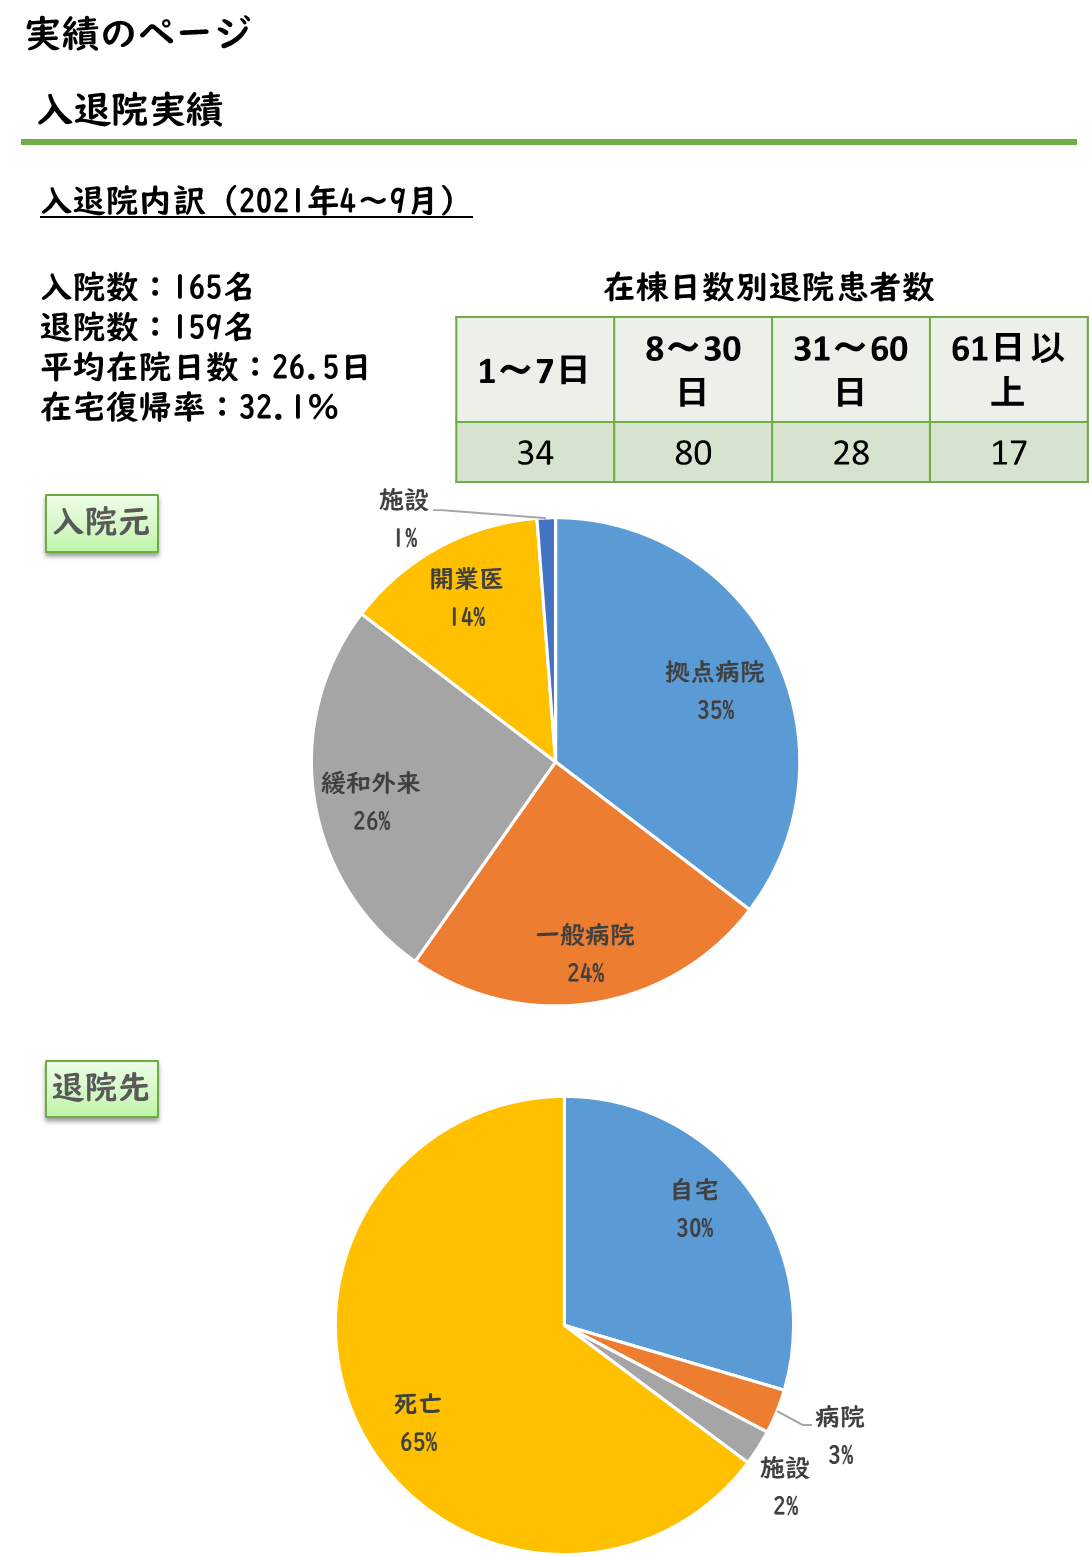 実績のページ
入退院実績
入退院内訳（2021年4～9月）
入院数：165名
退院数：159名
平均在院日数：26.5日
在宅復帰率：32.1%
在棟日数別退院患者数
1～7日
8～30
日
31～60
日
61日以
上
34
80
28
17
入院元
施設
1%
開業医
14%
拠点病院
35%
緩和外来
26%
一般病院
24%
退院先
自宅
30%
死亡
65%
病院
3%
施設
2%